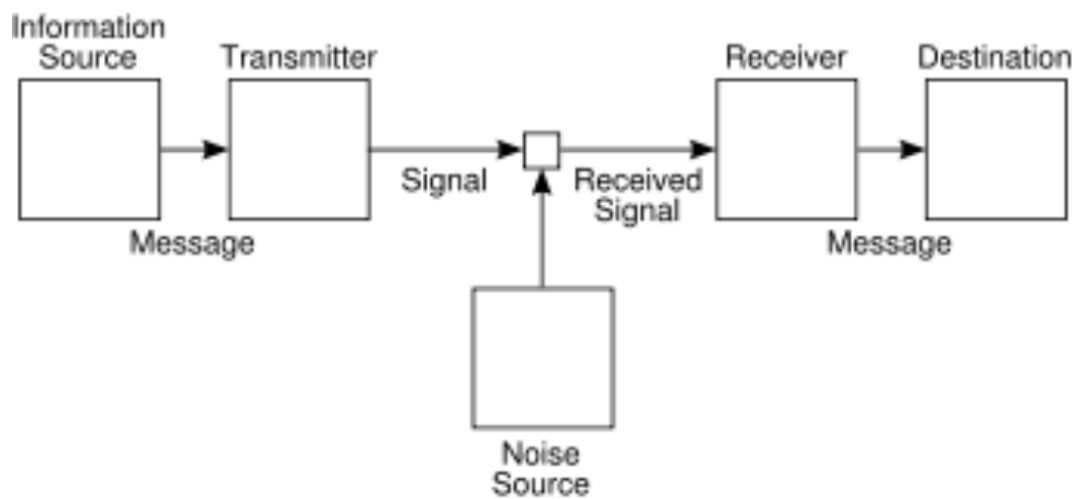 Information
Source
Transmitter
Receiver
Destination
Signal
Received
Signal
Message
Message
Noise
Source